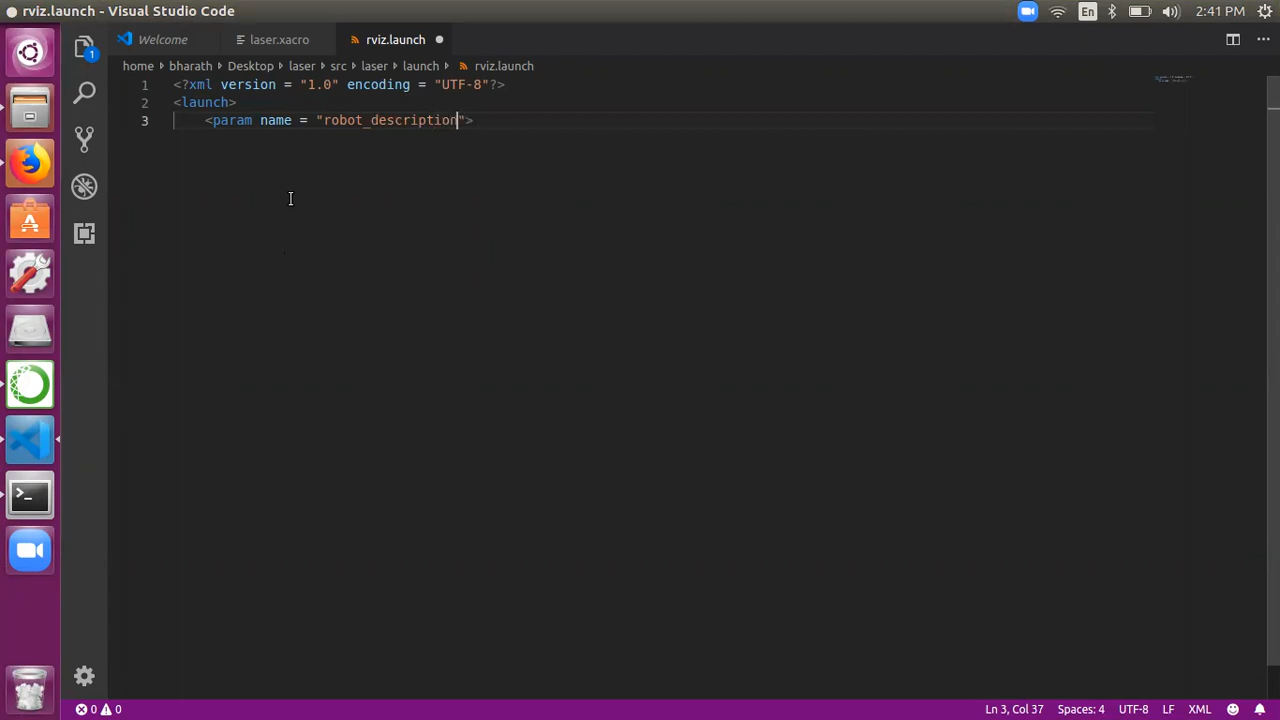 rviz.launch - Visual Studio Code
En
2:41 PM
1
Welcome
laser.xacro
rviz.launch
home bharath Desktop laser src laser launch rviz.launch
1 <?xml version = "1.0" encoding = "UTF-8"?>
2 <launch>
3 <param name = "robot_description">
0 0
Ln 3, Col 37 Spaces: 4 UTF-8 LF XML